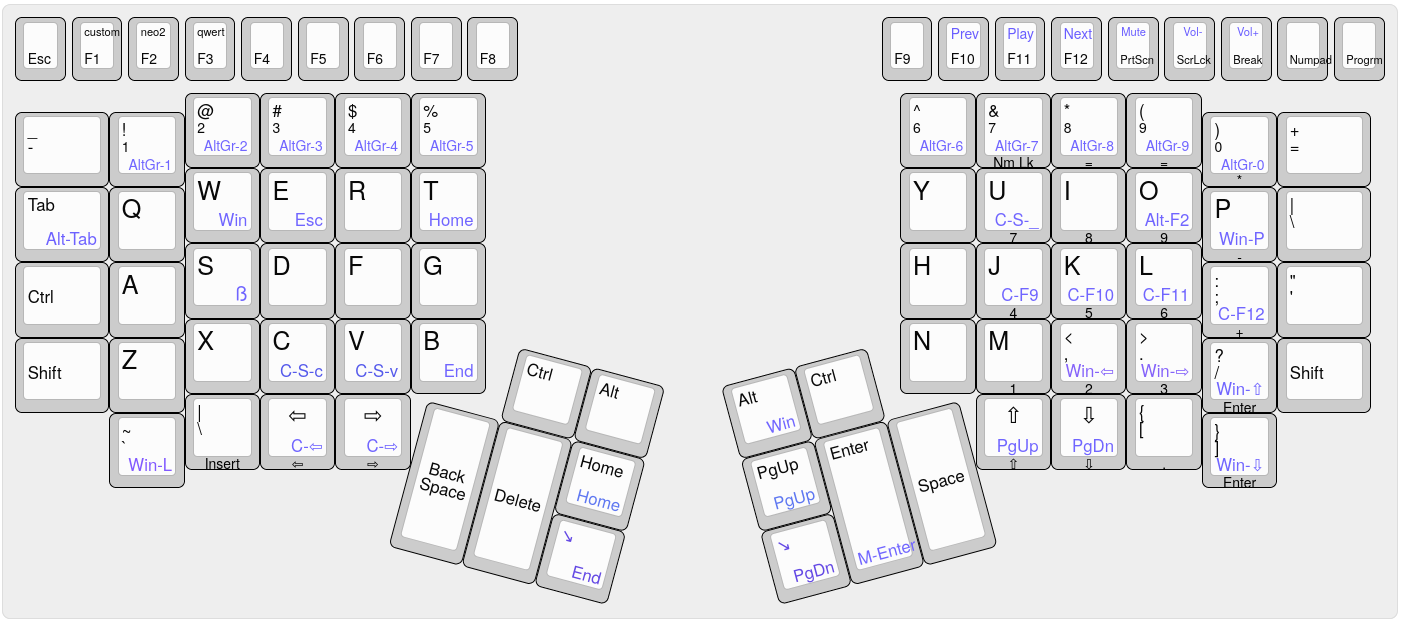 Esc
custom
F1
neo2
F2
qwert
F3
F4
F5
F6
F7
F8
F9
Prev
F10
Play
F11
Next
F12
Mute
PrtScn
Vol-
ScrLck
Vol+
Break
Numpad
Progrm
_
-
!
1
AltGr-1
@
2
AltGr-2
#
3
AltGr-3
$
4
AltGr-4
%
5
AltGr-5
^
6
AltGr-6
&
7
AltGr-7
Nm Lk
*
8
AltGr-8
=
(
9
AltGr-9
=
)
0
AltGr-0
*
+
=
Tab
Alt-Tab
Q
W
Win
E
Esc
R
T
Home
Y
U
C-S-_
7
I
8
O
Alt-F2
9
P
Win-P
-
|
\
Ctrl
A
S
ß
D
F
G
H
J
C-F9
4
K
C-F10
5
L
C-F11
6
:
;
C-F12
+
"
'
Shift
Z
X
C
C-S-c
V
C-S-v
B
End
N
M
1
<
,
Win-⇦
2
>
.
Win-⇨
3
?
/
Win-⇧
Enter
Shift
~
`
Win-L
|
\
Insert
⇦
C-⇦
⇦
⇨
C-⇨
⇨
⇧
PgUp
⇧
⇩
PgDn
⇩
{
[
.
}
]
Win-⇩
Enter
Ctrl
Alt
Back
Space
Delete
Home
Home
↘
End
Alt
Win
Ctrl
PgUp
PgUp
Enter
M-Enter
Space
↘
PgDn